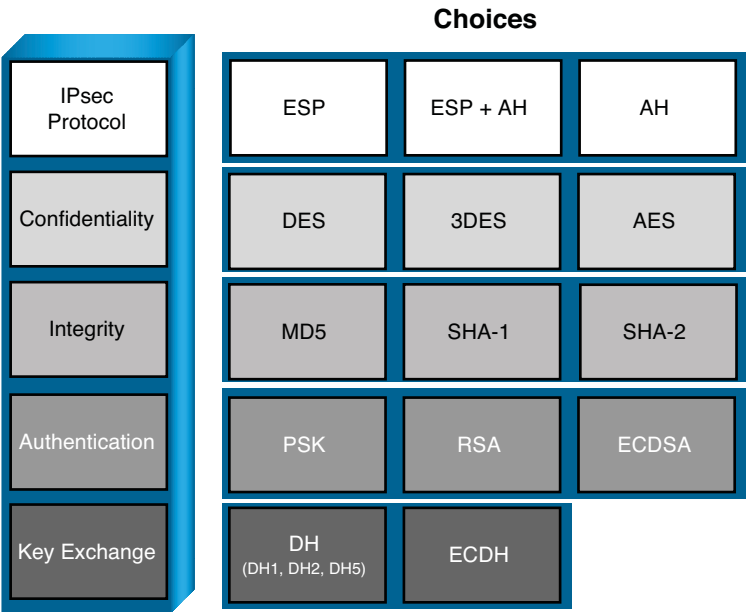 Choices
IPsec
Protocol
ESP
ESP + AH
AH
Confidentiality
DES
3DES
AES
Integrity
MD5
SHA-1
SHA-2
Authentication
PSK
RSA
ECDSA
Key Exchange
DH
(DH1, DH2, DH5)
ECDH